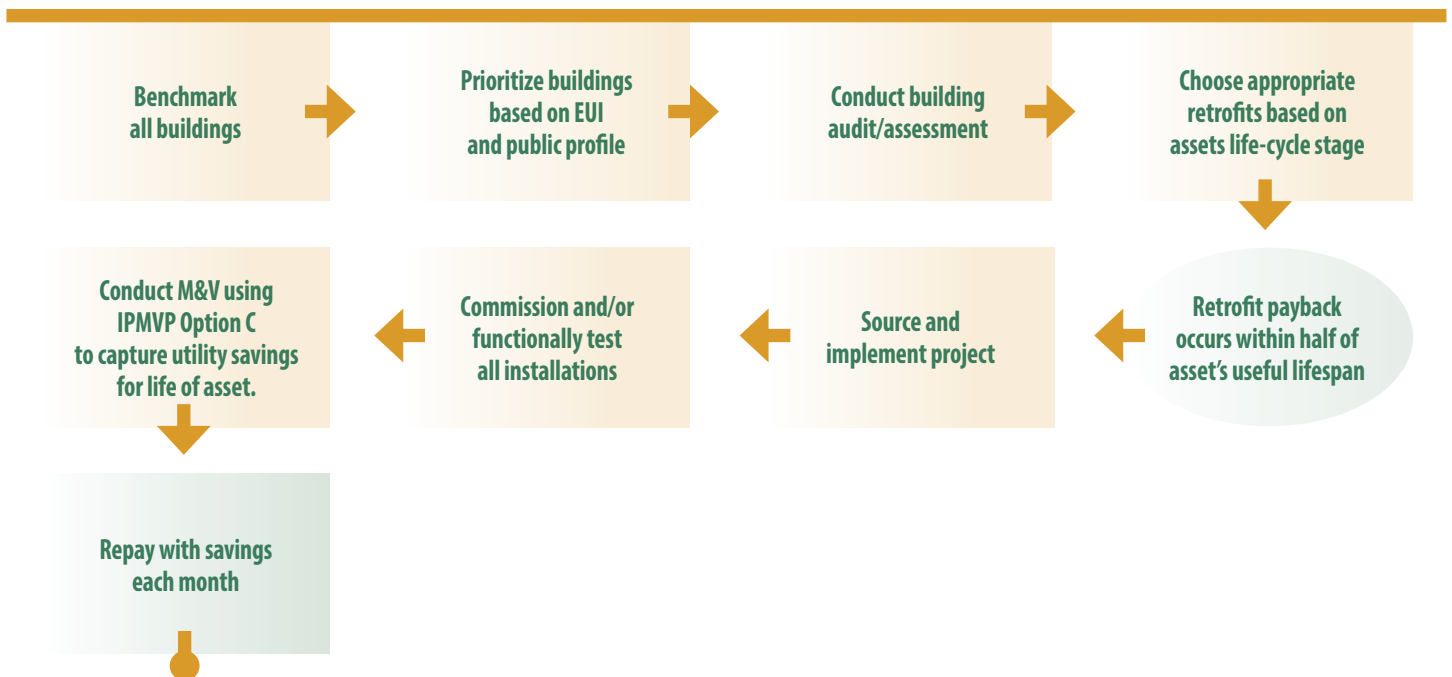 Benchmark
all buildings
Prioritize buildings
based on EUI
and public profile
Conduct building
audit/assessment
Choose appropriate
retrofits based on
assets life-cycle stage
Retrofit payback
occurs within half of
asset's useful lifespan
Source and
implement project
Commission and/or
functionally test
all installations
Conduct M&V using
IPMVP Option C
to capture utility savings
for life of asset.
Repay with savings
each month